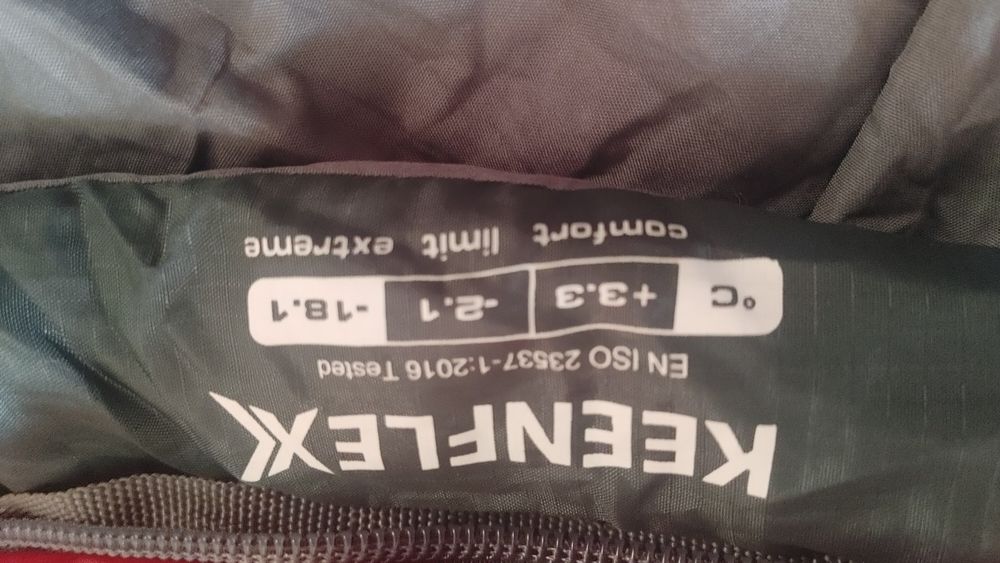 KEENFLEX
EN ISO 23537-1:2016 Tested
°C +3.3 -2.1 -18.1
comfort limit extreme